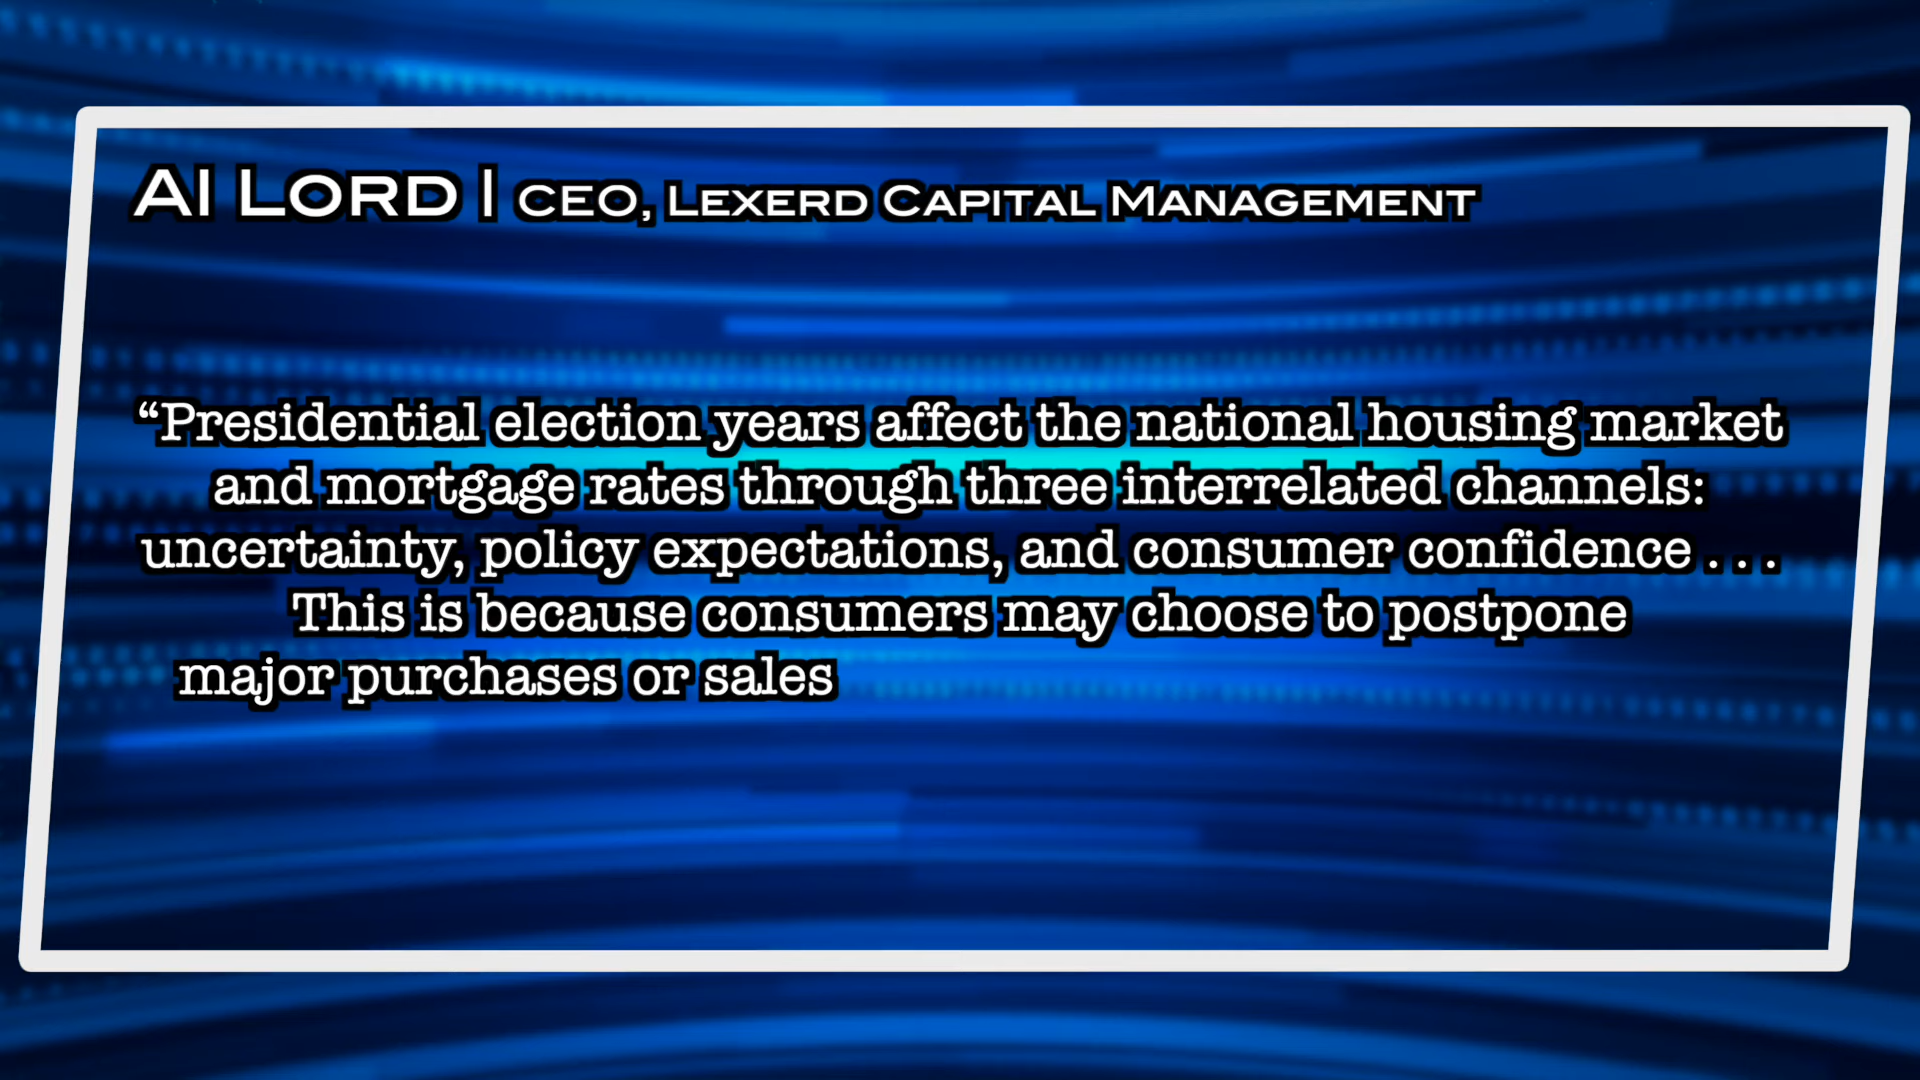 Al Lord | CEO, Lexerd Capital Management
“Presidential election years affect the national housing market
and mortgage rates through three interrelated channels:
uncertainty, policy expectations, and consumer confidence . . .
This is because consumers may choose to postpone
major purchases or sales